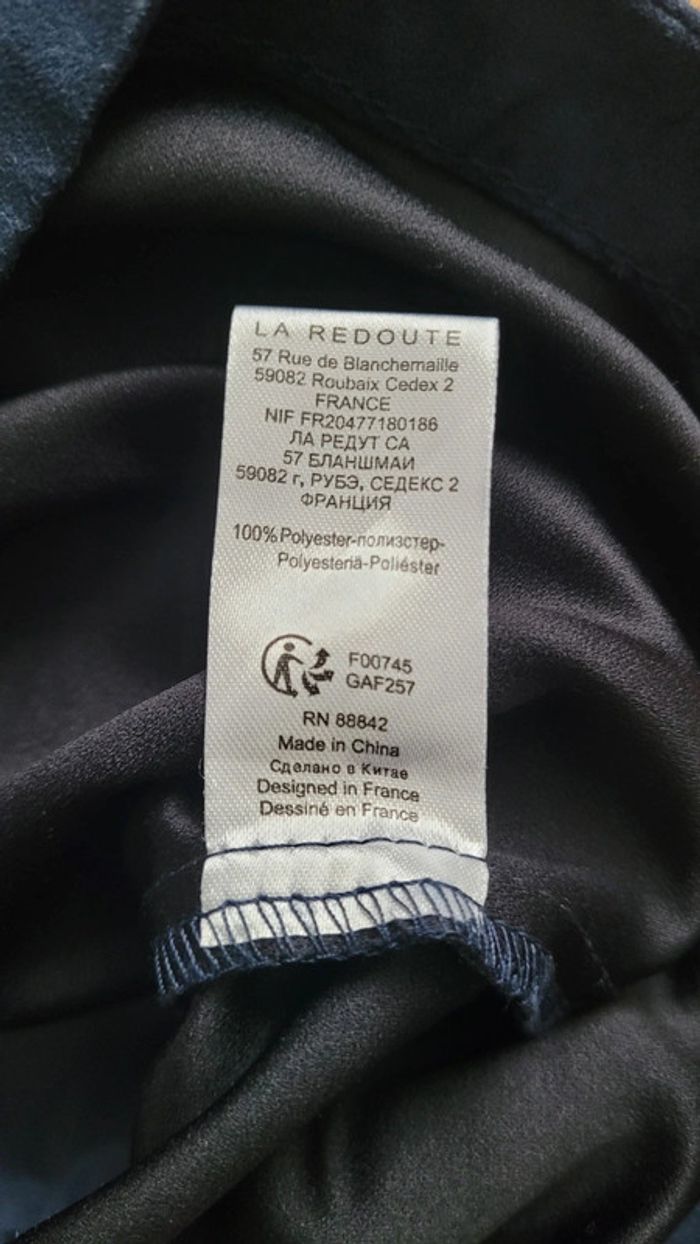 LA REDOUTE
57 Rue de Blanchemaille
59082 Roubaix Cedex 2
FRANCE
NIF FR20477180186
ЛА РЕДУТ СА
57 БЛАНШМАИ
59082 г, РУБЭ, СЕДЕКС 2
ФРАНЦИЯ
100%Polyester-полизстер-
Polyesteriä-Poliéster
F00745
GAF257
RN 88842
Made in China
Сделано в Китае
Designed in France
Dessiné en France